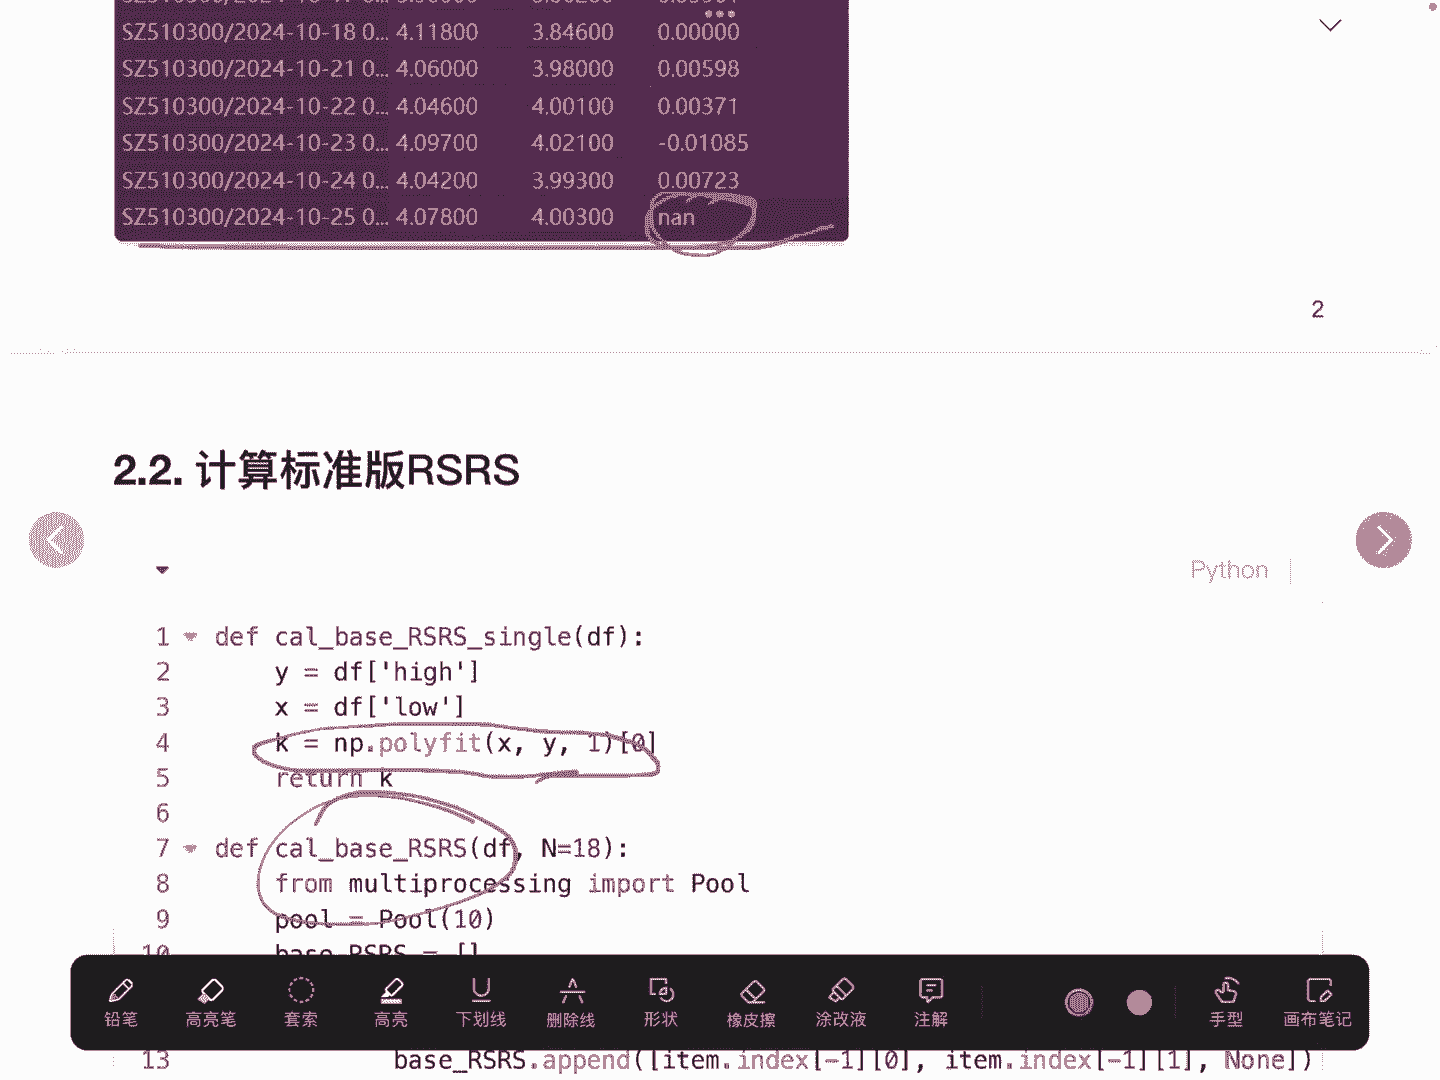 SZ510300/2024-10-18 0... 4.11800 3.84600 0.00000
SZ510300/2024-10-21 0... 4.06000 3.98000 0.00598
SZ510300/2024-10-22 0... 4.04600 4.00100 0.00371
SZ510300/2024-10-23 0... 4.09700 4.02100 -0.01085
SZ510300/2024-10-24 0... 4.04200 3.99300 0.00723
SZ510300/2024-10-25 0... 4.07800 4.00300 nan
2
2.2. 计算标准版RSRS
Python
1 def cal_base_RSRS_single(df):
2 y = df['high']
3 x = df['low']
4 k = np.polyfit(x, y, 1)[0]
5 return k
6
7 def cal_base_RSRS(df, N=18):
8 from multiprocessing import Pool
9 pool = Pool(10)
10 base_RSRS = []
铅笔 高亮笔 套索 高亮 下划线 删除线 形状 橡皮擦 涂改液 注解 手型 画布笔记
13 base_RSRS.append([item.index[-1][0], item.index[-1][1], None])